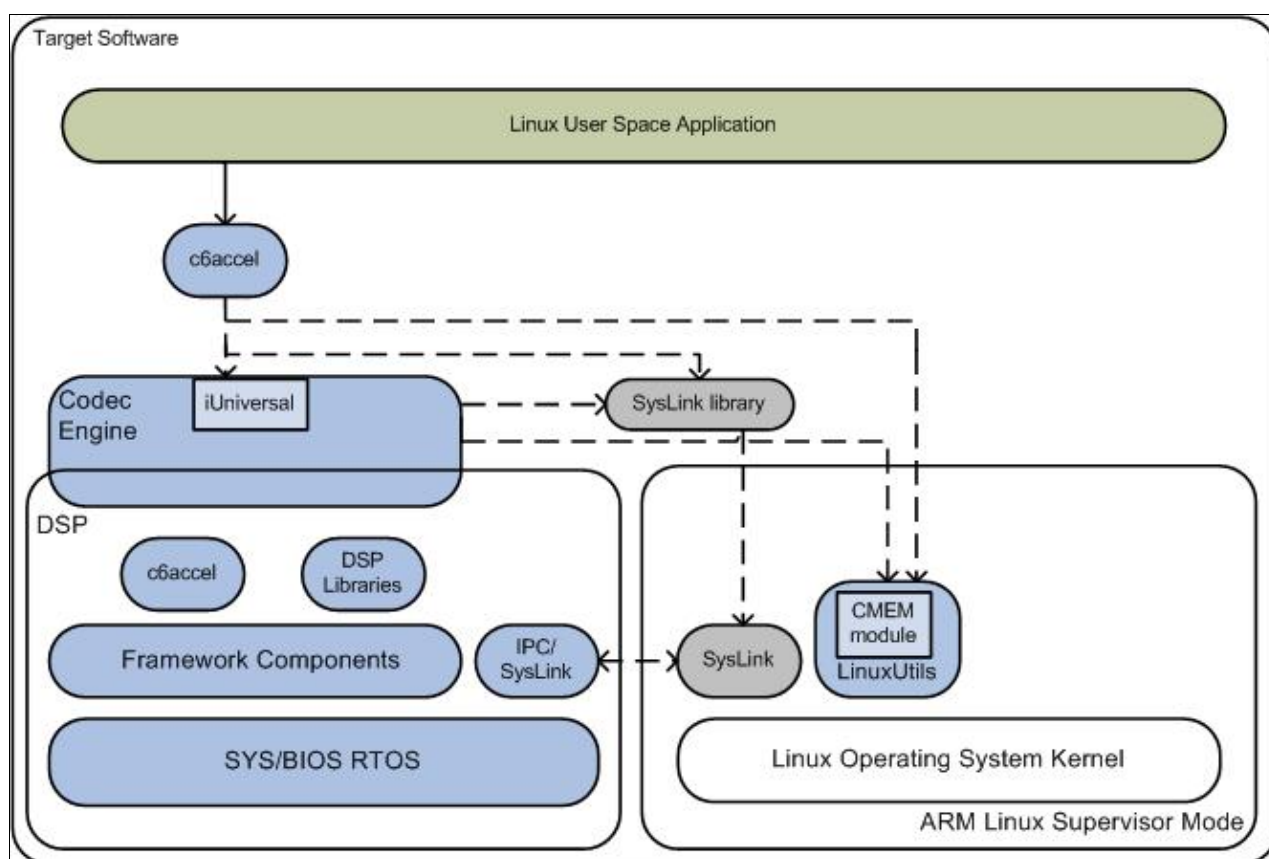 Target Software
Linux User Space Application
c6accel
Codec
Engine
iUniversal
SysLink library
DSP
c6accel
DSP
Libraries
Framework Components
IPC/
SysLink
SYS/BIOS RTOS
SysLink
CMEM
module
LinuxUtils
Linux Operating System Kernel
ARM Linux Supervisor Mode